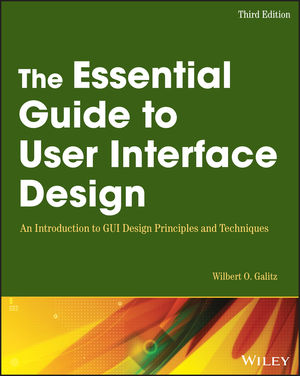 Third Edition
The Essential
Guide to
User Interface
Design
An Introduction to GUI Design Principles and Techniques
Wilbert O. Galitz
WILEY